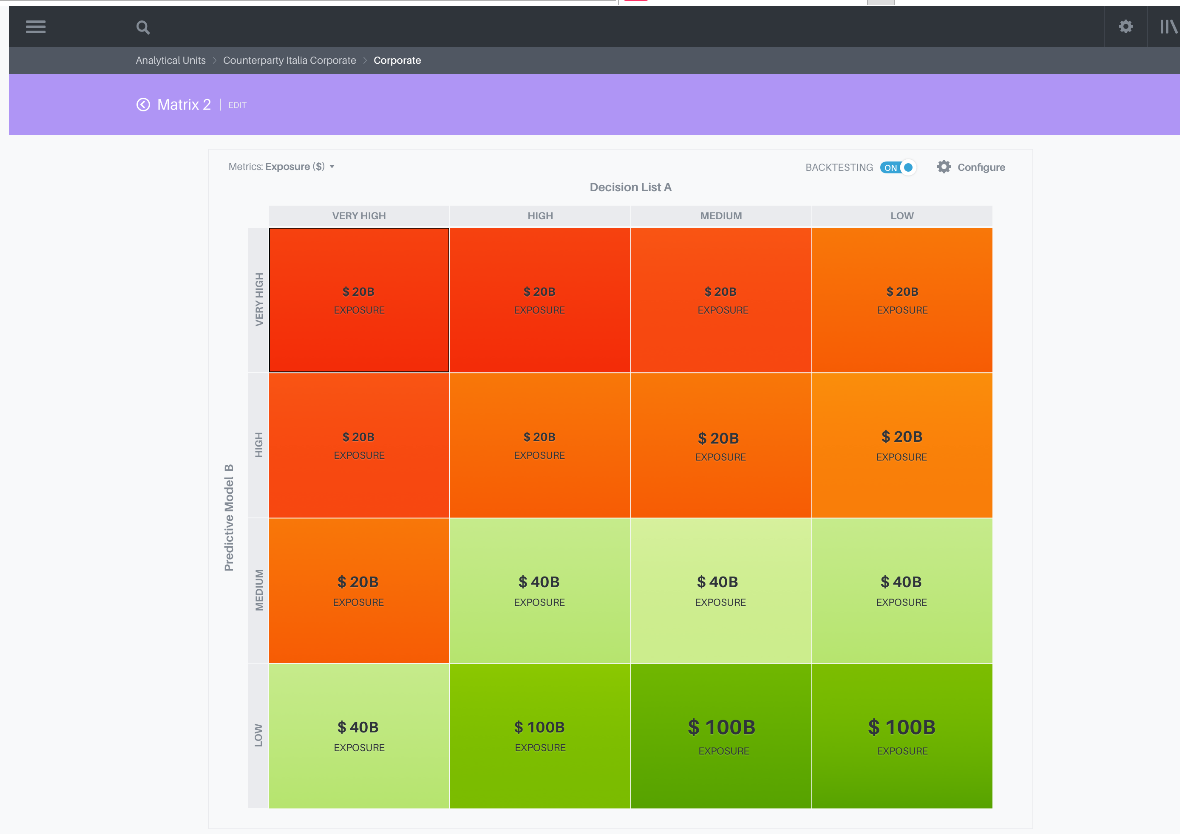 Analytical Units > Counterparty Italia Corporate > Corporate
Matrix 2 | EDIT
Metrics: Exposure ($)
BACKTESTING ON Configure
Decision List A
VERY HIGH HIGH MEDIUM LOW
Predictive Model B
VERY HIGH
$ 20B $ 20B $ 20B $ 20B
EXPOSURE EXPOSURE EXPOSURE EXPOSURE
HIGH
$ 20B $ 20B $ 20B $ 20B
EXPOSURE EXPOSURE EXPOSURE EXPOSURE
MEDIUM
$ 20B $ 40B $ 40B $ 40B
EXPOSURE EXPOSURE EXPOSURE EXPOSURE
LOW
$ 40B $ 100B $ 100B $ 100B
EXPOSURE EXPOSURE EXPOSURE EXPOSURE